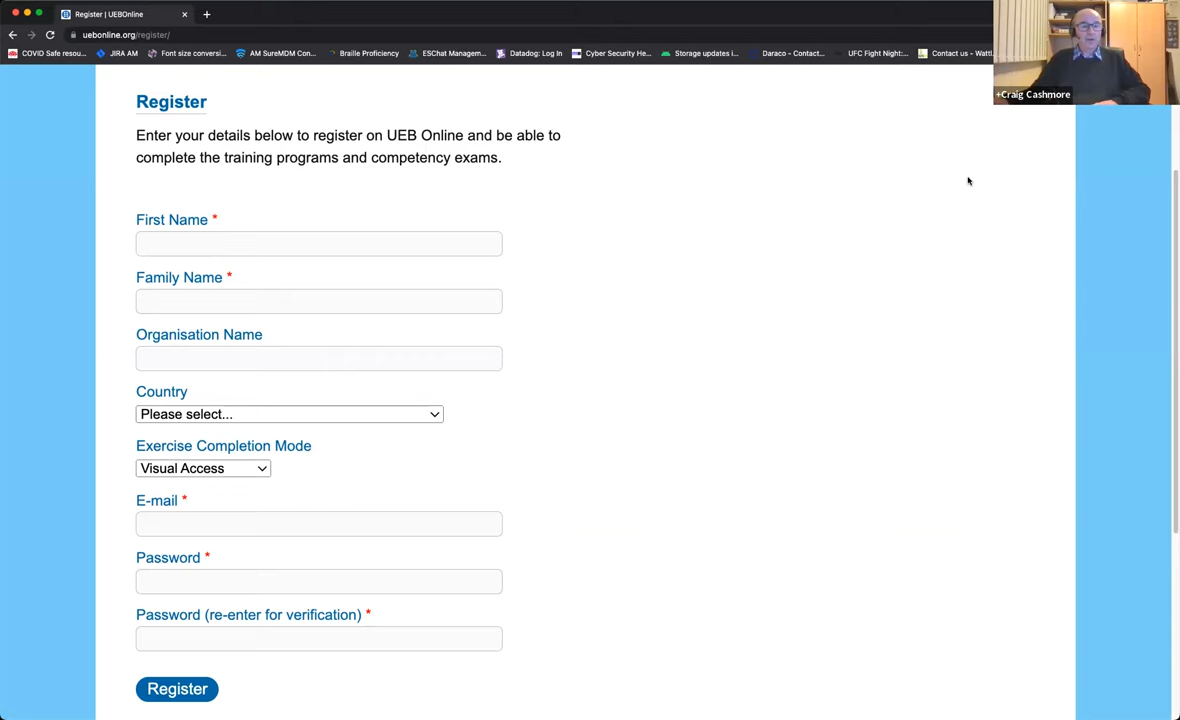 Register | UEBOnline
uebonline.org/register/
COVID Safe resou... JIRA AM Font size conversi... AM SureMDM Con... Braille Proficiency ESChat Managem... Datadog: Log In Cyber Security He... Storage updates i... Daraco - Contact... UFC Fight Night:... Contact us - Wattl...
+Craig Cashmore
Register
Enter your details below to register on UEB Online and be able to
complete the training programs and competency exams.
First Name *
Family Name *
Organisation Name
Country
Please select...
Exercise Completion Mode
Visual Access
E-mail *
Password *
Password (re-enter for verification) *
Register